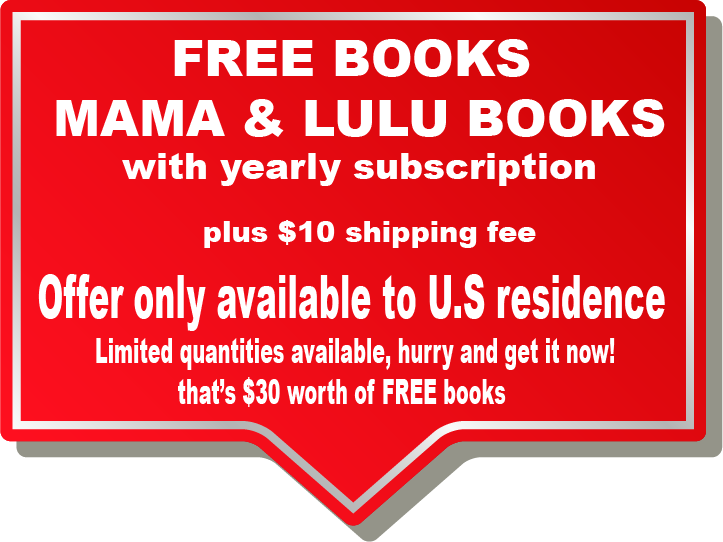 FREE BOOKS
MAMA & LULU BOOKS
with yearly subscription
plus $10 shipping fee
Offer only available to U.S residence
Limited quantities available, hurry and get it now!
that's $30 worth of FREE books